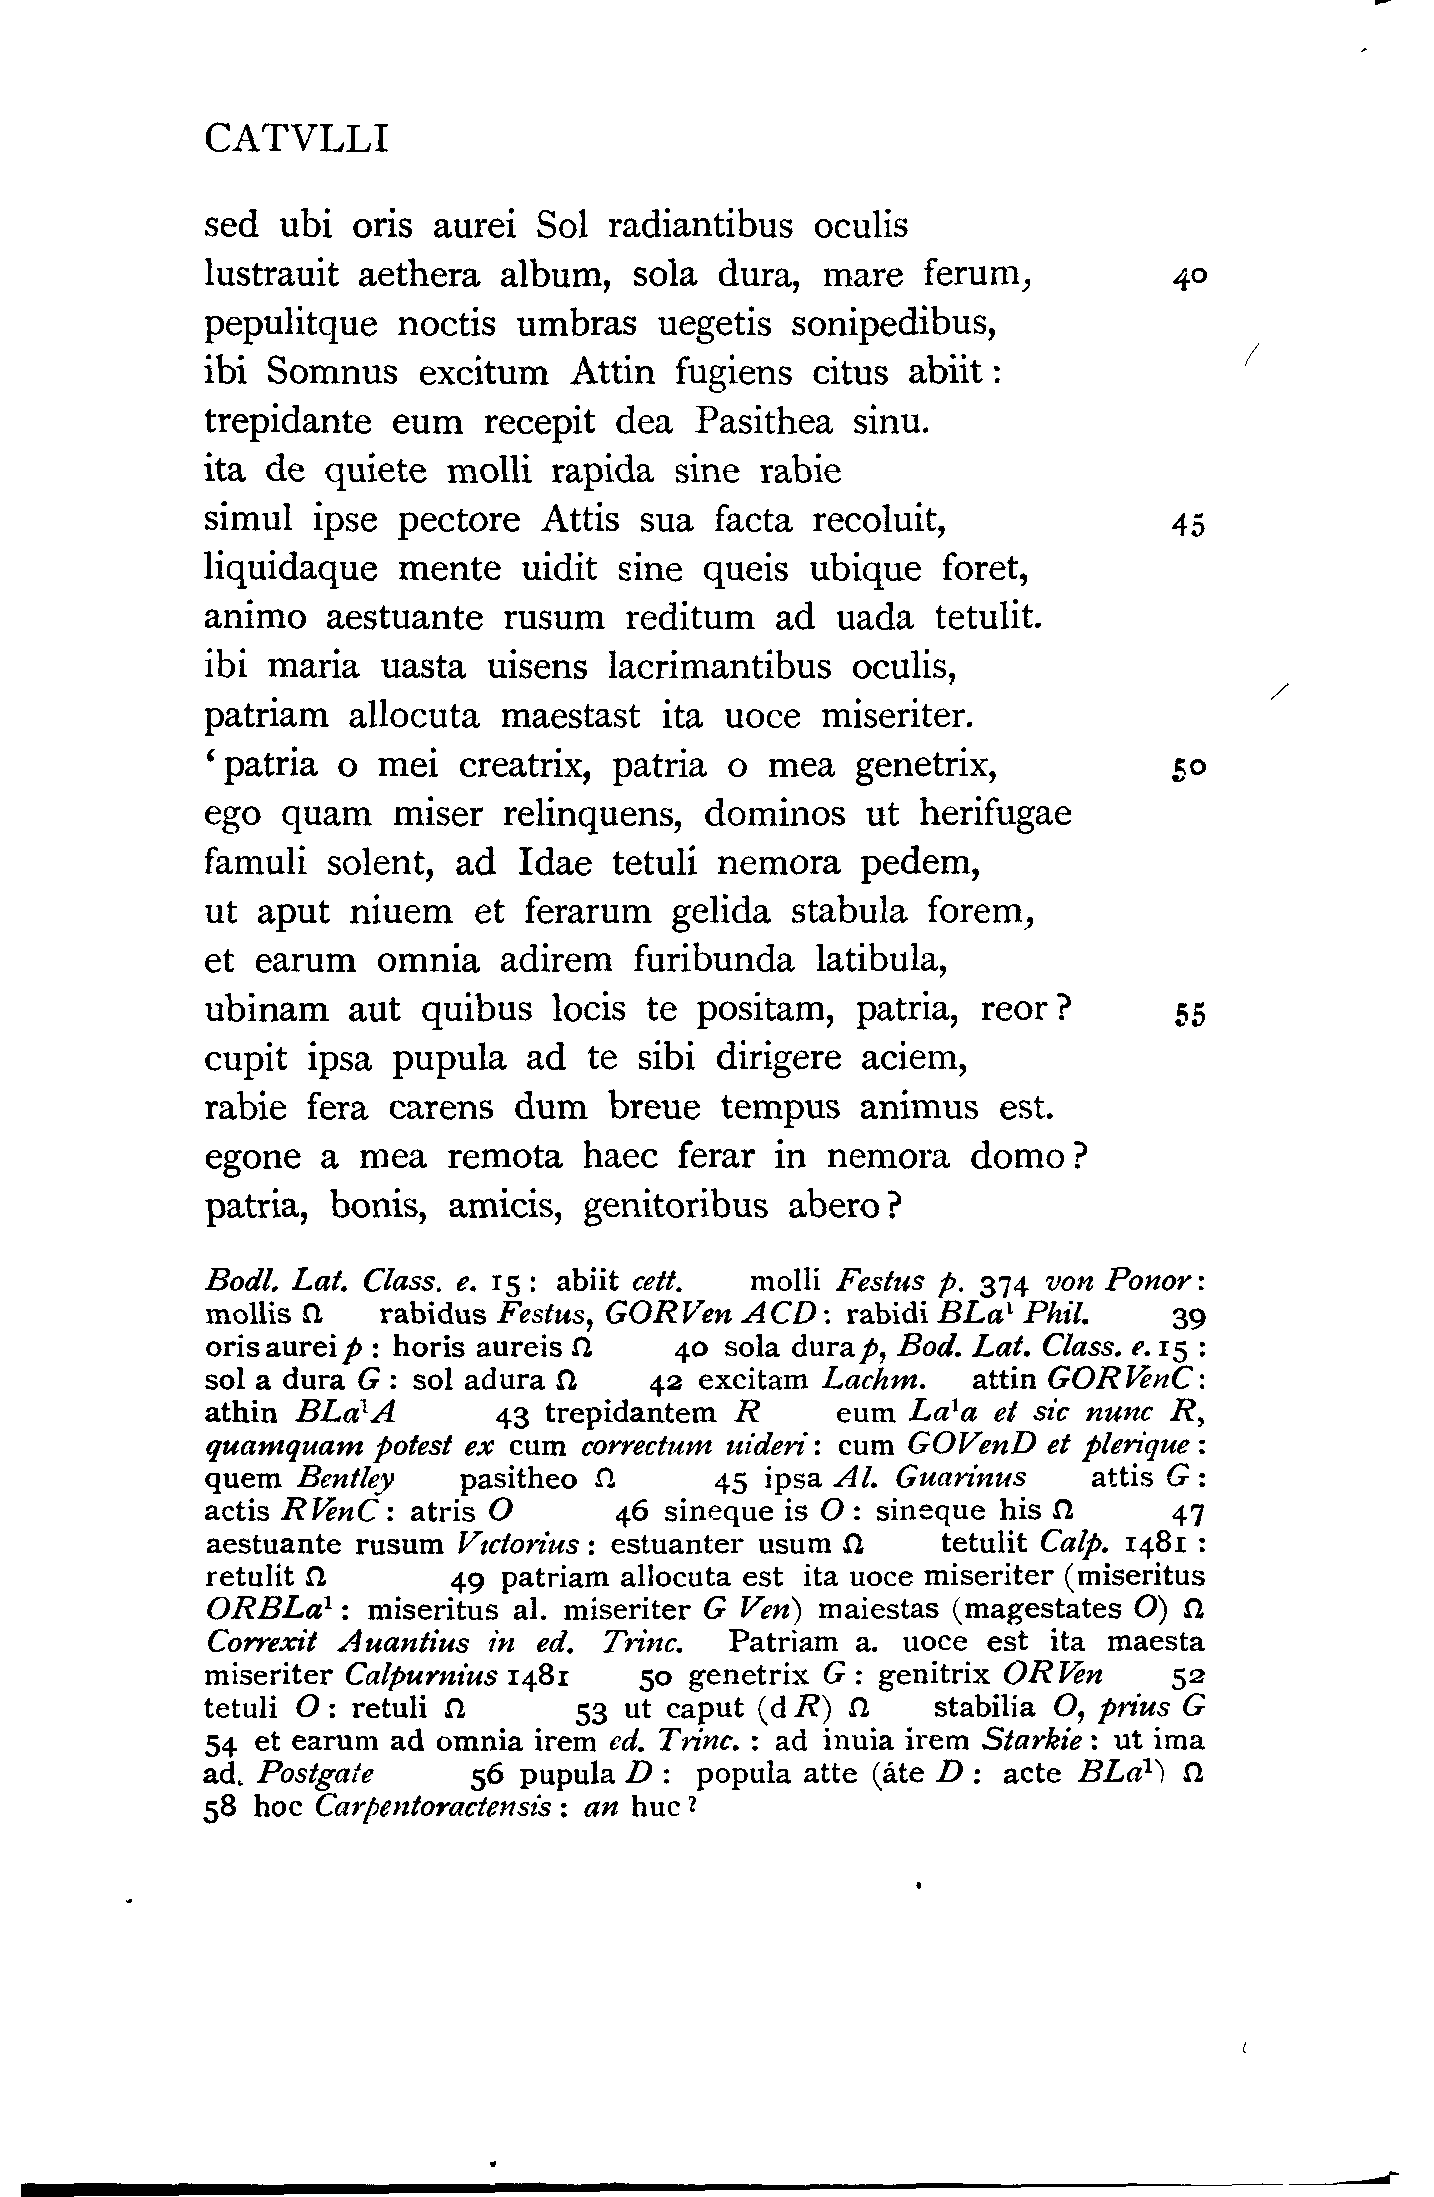 CATVLLI
sed ubi oris aurei Sol radiantibus oculis
lustrauit aethera album, sola dura, mare ferum, 40
pepulitque noctis umbras uegetis sonipedibus,
ibi Somnus excitum Attin fugiens citus abiit :
trepidante eum recepit dea Pasithea sinu.
ita de quiete molli rapida sine rabie
simul ipse pectore Attis sua facta recoluit, 45
liquidaque mente uidit sine queis ubique foret,
animo aestuante rusum reditum ad uada tetulit.
ibi maria uasta uisens lacrimantibus oculis,
patriam allocuta maestast ita uoce miseriter.
‘patria o mei creatrix, patria o mea genetrix, 50
ego quam miser relinquens, dominos ut herifugae
famuli solent, ad Idae tetuli nemora pedem,
ut aput niuem et ferarum gelida stabula forem,
et earum omnia adirem furibunda latibula,
ubinam aut quibus locis te positam, patria, reor ? 55
cupit ipsa pupula ad te sibi dirigere aciem,
rabie fera carens dum breue tempus animus est.
egone a mea remota haec ferar in nemora domo ?
patria, bonis, amicis, genitoribus abero ?
Bodl. Lat. Class. e. 15 : abiit cett. molli Festus p. 374 von Ponor :
mollis Ω rabidus Festus, GORVen ACD : rabidi BLa¹ Phil. 39
oris aurei p : horis aureis Ω 40 sola dura p, Bod. Lat. Class. e. 15 :
sol a dura G : sol adura Ω 42 excitam Lachm. attin GORVenC :
athin BLa¹A 43 trepidantem R eum La¹a et sic nunc R,
quamquam potest ex cum correctum uideri : cum GOVenD et plerique :
quem Bentley pasitheo Ω 45 ipsa Al. Guarinus attis G :
actis RVenC : atris O 46 sineque is O : sineque his Ω 47
aestuante rusum Victorius : estuanter usum Ω tetulit Calp. 1481 :
retulit Ω 49 patriam allocuta est ita uoce miseriter (miseritus
ORBLa¹ : miseritus al. miseriter G Ven) maiestas (magestates O) Ω
Correxit Auantius in ed. Trinc. Patriam a. uoce est ita maesta
miseriter Calpurnius 1481 50 genetrix G : genitrix ORVen 52
tetuli O : retuli Ω 53 ut caput (d R) Ω stabilia O, prius G
54 et earum ad omnia irem ed. Trinc. : ad inuia irem Starkie : ut ima
ad. Postgate 56 pupula D : popula atte (áte D : acte BLa¹) Ω
58 hoc Carpentoractensis : an huc ?